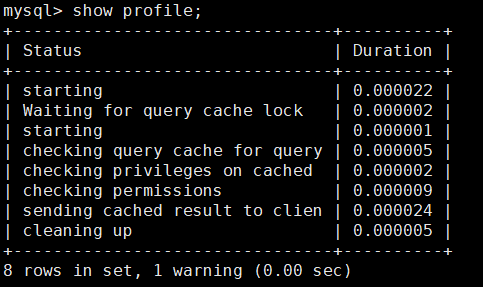 mysql> show profile;
+--------------------------------+----------+
| Status                         | Duration |
+--------------------------------+----------+
| starting                       | 0.000022 |
| Waiting for query cache lock   | 0.000002 |
| starting                       | 0.000001 |
| checking query cache for query | 0.000005 |
| checking privileges on cached  | 0.000002 |
| checking permissions           | 0.000009 |
| sending cached result to clien | 0.000024 |
| cleaning up                    | 0.000005 |
+--------------------------------+----------+
8 rows in set, 1 warning (0.00 sec)